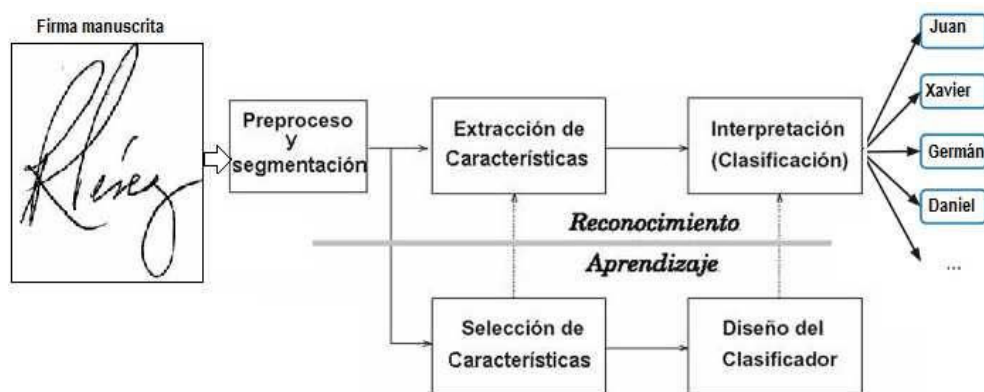 Firma manuscrita
Preproceso
y
segmentación
Extracción de
Características
Interpretación
(Clasificación)
Juan
Xavier
Germán
Daniel
...
Reconocimiento
Aprendizaje
Selección de
Características
Diseño del
Clasificador